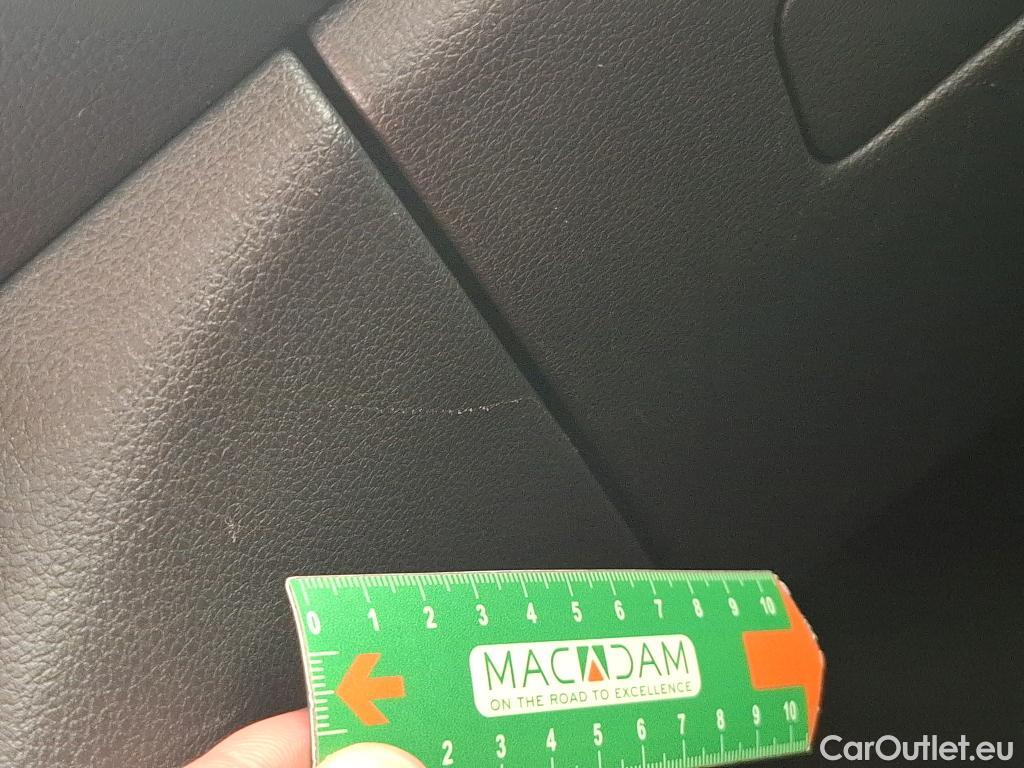 0 1 2 3 4 5 6 7 8 9 10
MACADAM
ON THE ROAD TO EXCELLENCE
2 3 4 5 6 7 8 9 10
CarOutlet.eu